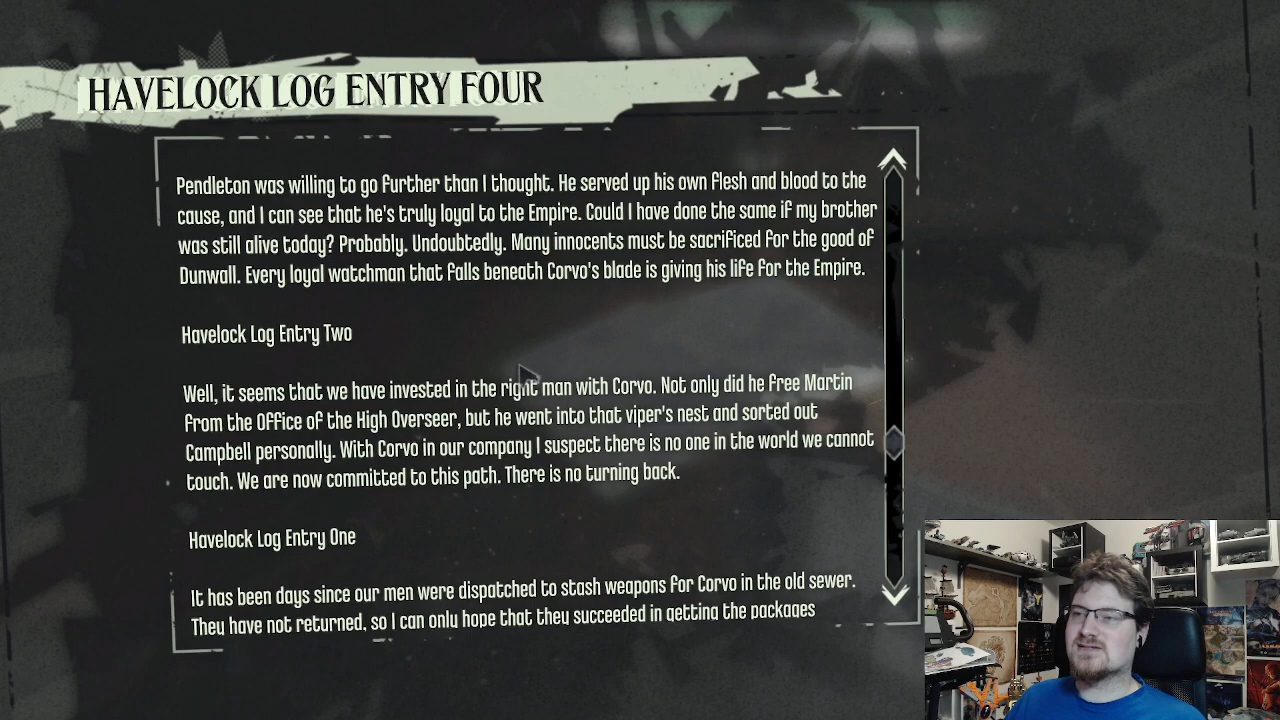 HAVELOCK LOG ENTRY FOUR
Pendleton was willing to go further than I thought. He served up his own flesh and blood to the
cause, and I can see that he's truly loyal to the Empire. Could I have done the same if my brother
was still alive today? Probably. Undoubtedly. Many innocents must be sacrificed for the good of
Dunwall. Every loyal watchman that falls beneath Corvo's blade is giving his life for the Empire.
Havelock Log Entry Two
Well, it seems that we have invested in the right man with Corvo. Not only did he free Martin
from the Office of the High Overseer, but he went into that viper's nest and sorted out
Campbell personally. With Corvo in our company I suspect there is no one in the world we cannot
touch. We are now committed to this path. There is no turning back.
Havelock Log Entry One
It has been days since our men were dispatched to stash weapons for Corvo in the old sewer.
They have not returned, so I can only hope that they succeeded in getting the packages